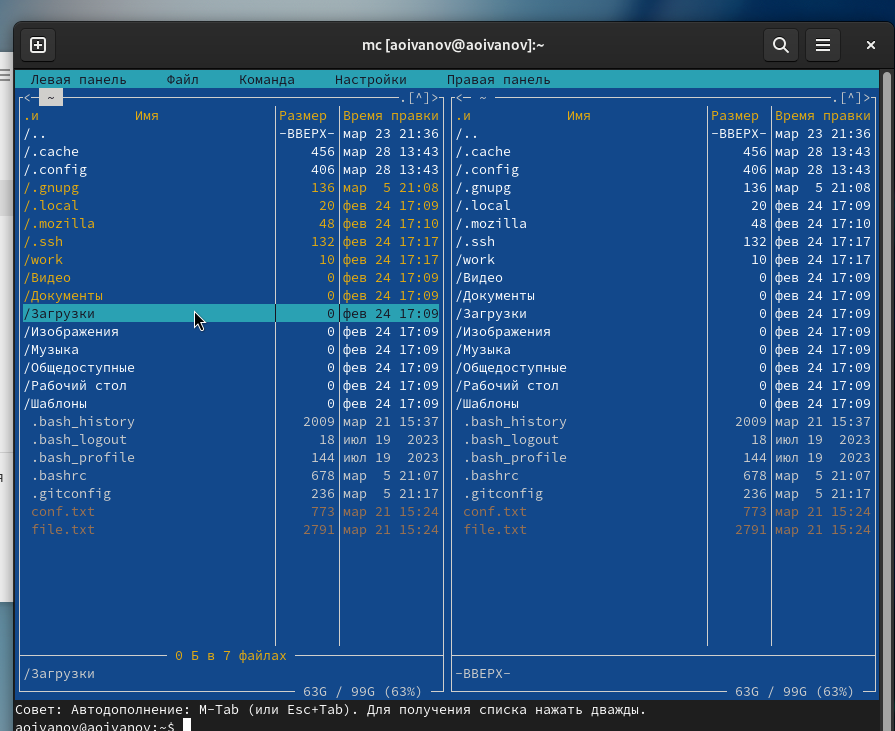 mc [aoivanov@aoivanov]:~
Левая панель Файл Команда Настройки Правая панель
<─ ~ .[^]> <─ ~ .[^]>
.и Имя Размер Время правки .и Имя Размер Время правки
/.. -ВВЕРХ- мар 23 21:36 /.. -ВВЕРХ- мар 23 21:36
/.cache 456 мар 28 13:43 /.cache 456 мар 28 13:43
/.config 406 мар 28 13:43 /.config 406 мар 28 13:43
/.gnupg 136 мар 5 21:08 /.gnupg 136 мар 5 21:08
/.local 20 фев 24 17:09 /.local 20 фев 24 17:09
/.mozilla 48 фев 24 17:10 /.mozilla 48 фев 24 17:10
/.ssh 132 фев 24 17:17 /.ssh 132 фев 24 17:17
/work 10 фев 24 17:17 /work 10 фев 24 17:17
/Видео 0 фев 24 17:09 /Видео 0 фев 24 17:09
/Документы 0 фев 24 17:09 /Документы 0 фев 24 17:09
/Загрузки 0 фев 24 17:09 /Загрузки 0 фев 24 17:09
/Изображения 0 фев 24 17:09 /Изображения 0 фев 24 17:09
/Музыка 0 фев 24 17:09 /Музыка 0 фев 24 17:09
/Общедоступные 0 фев 24 17:09 /Общедоступные 0 фев 24 17:09
/Рабочий стол 0 фев 24 17:09 /Рабочий стол 0 фев 24 17:09
/Шаблоны 0 фев 24 17:09 /Шаблоны 0 фев 24 17:09
.bash_history 2009 мар 21 15:37 .bash_history 2009 мар 21 15:37
.bash_logout 18 июл 19 2023 .bash_logout 18 июл 19 2023
.bash_profile 144 июл 19 2023 .bash_profile 144 июл 19 2023
.bashrc 678 мар 5 21:07 .bashrc 678 мар 5 21:07
.gitconfig 236 мар 5 21:17 .gitconfig 236 мар 5 21:17
conf.txt 773 мар 21 15:24 conf.txt 773 мар 21 15:24
file.txt 2791 мар 21 15:24 file.txt 2791 мар 21 15:24
0 Б в 7 файлах
/Загрузки -ВВЕРХ-
63G / 99G (63%) 63G / 99G (63%)
Совет: Автодополнение: M-Tab (или Esc+Tab). Для получения списка нажать дважды.
aoivanov@aoivanov:~$